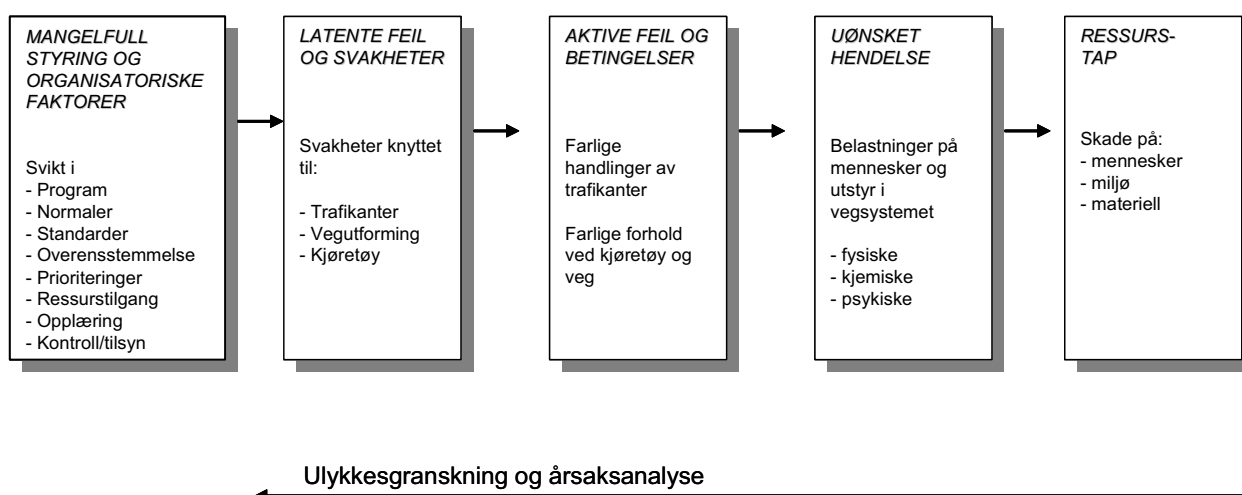 MANGELFULL
STYRING OG
ORGANISATORISKE
FAKTORER
Svikt i
- Program
- Normaler
- Standarder
- Overensstemmelse
- Prioriteringer
- Ressurstilgang
- Opplæring
- Kontroll/tilsyn
LATENTE FEIL
OG SVAKHETER
Svakheter knyttet
til:
- Trafikanter
- Vegutforming
- Kjøretøy
AKTIVE FEIL OG
BETINGELSER
Farlige
handlinger av
trafikanter
Farlige forhold
ved kjøretøy og
veg
UØNSKET
HENDELSE
Belastninger på
mennesker og
utstyr i
vegsystemet
- fysiske
- kjemiske
- psykiske
RESSURS-
TAP
Skade på:
- mennesker
- miljø
- materiell
Ulykkesgranskning og årsaksanalyse